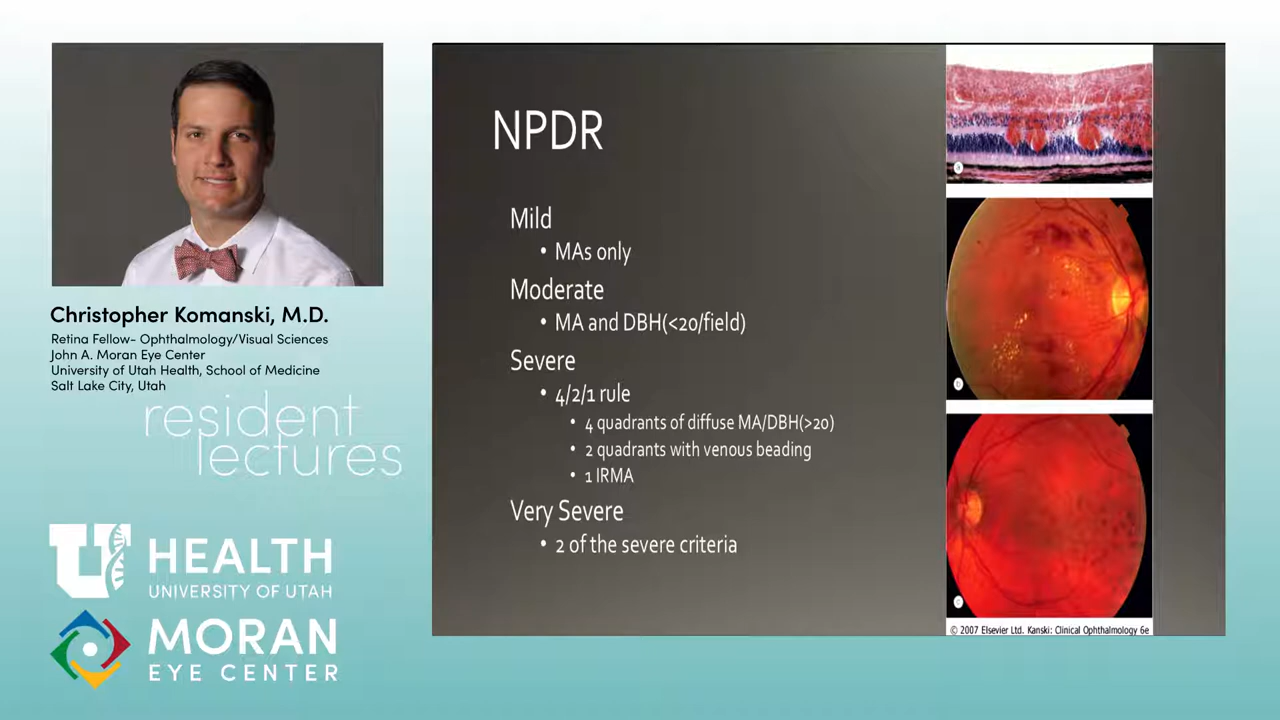 Christopher Komanski, M.D.
Retina Fellow- Ophthalmology/Visual Sciences
John A. Moran Eye Center
University of Utah Health, School of Medicine
Salt Lake City, Utah
resident
lectures
U HEALTH
UNIVERSITY OF UTAH
MORAN
EYE CENTER
NPDR
Mild
• MAs only
Moderate
• MA and DBH(<20/field)
Severe
• 4/2/1 rule
• 4 quadrants of diffuse MA/DBH(>20)
• 2 quadrants with venous beading
• 1 IRMA
Very Severe
• 2 of the severe criteria
© 2007 Elsevier Ltd. Kanski: Clinical Ophthalmology 6e